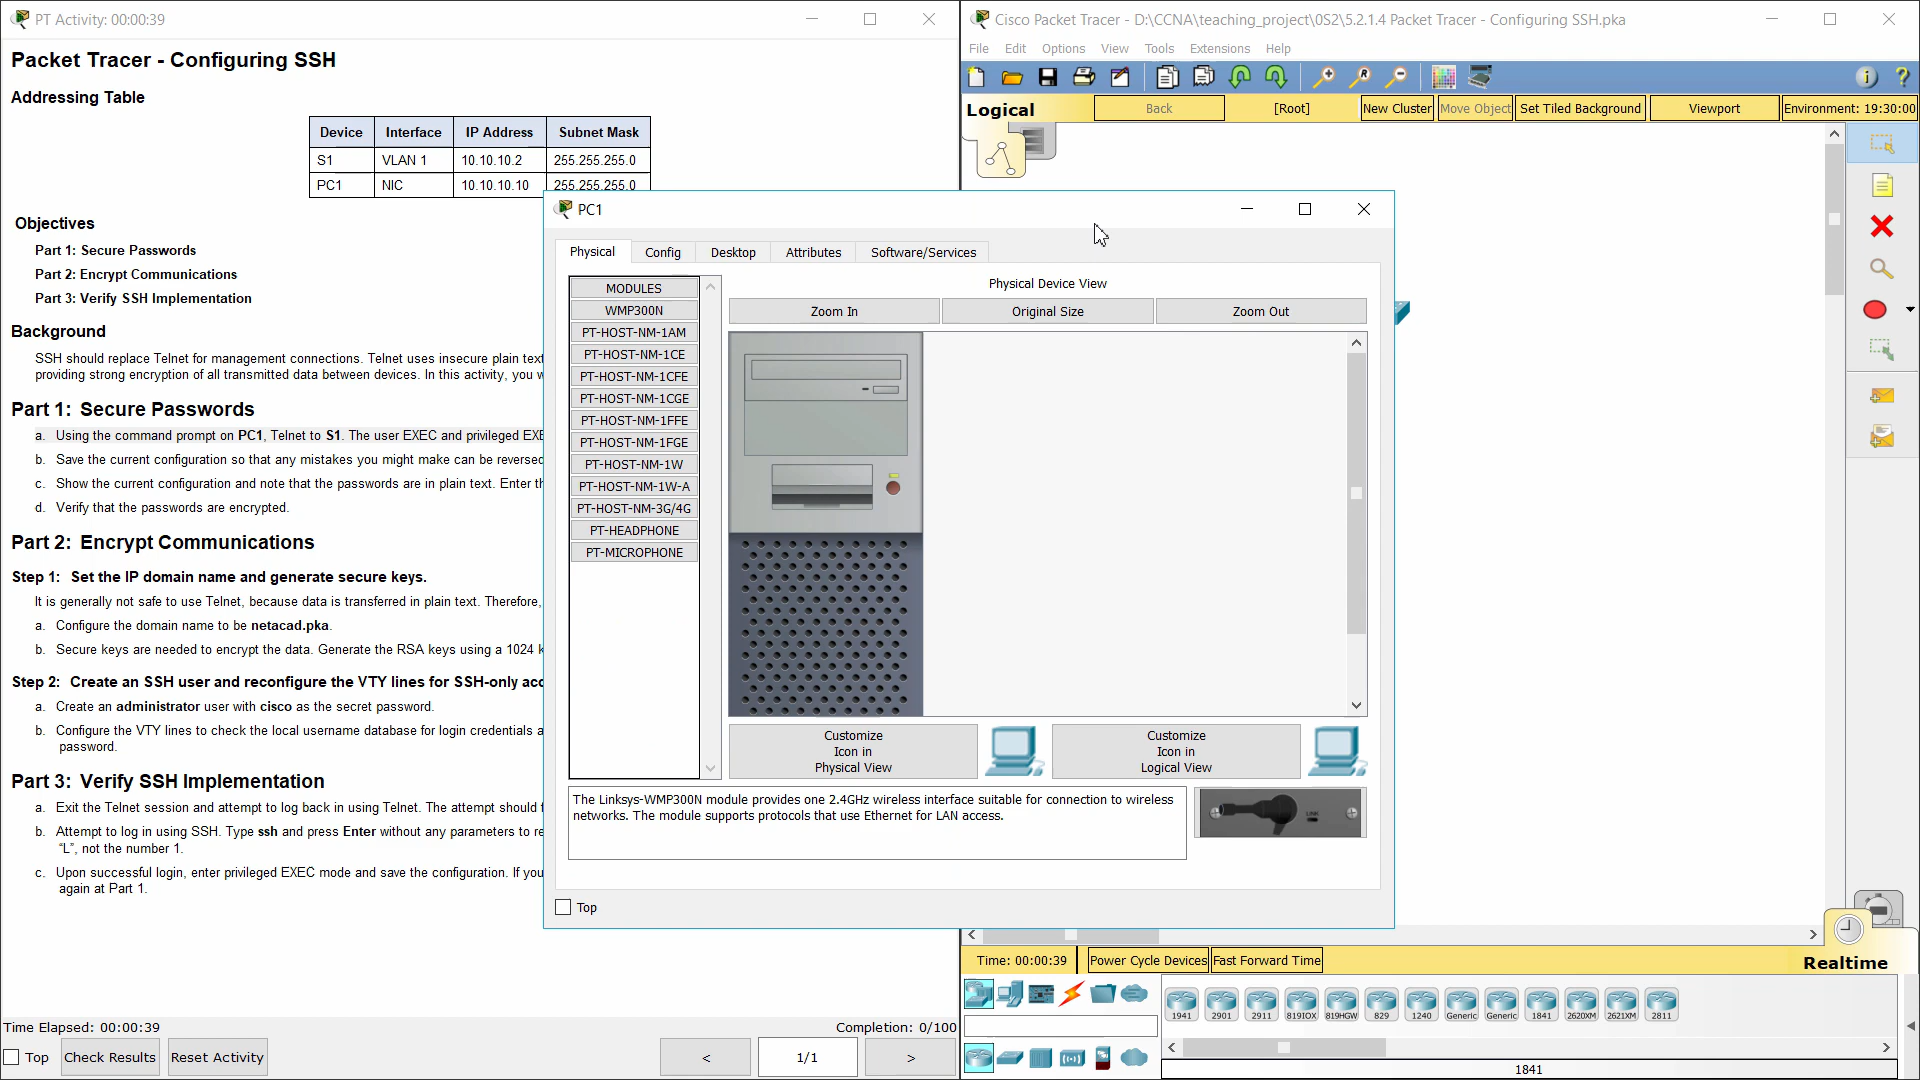 PT Activity: 00:00:39
Packet Tracer - Configuring SSH
Addressing Table
Device Interface IP Address Subnet Mask
S1 VLAN 1 10.10.10.2 255.255.255.0
PC1 NIC 10.10.10.10 255.255.255.0
Objectives
Part 1: Secure Passwords
Part 2: Encrypt Communications
Part 3: Verify SSH Implementation
Background
SSH should replace Telnet for management connections. Telnet uses insecure plain text
providing strong encryption of all transmitted data between devices. In this activity, you w
Part 1: Secure Passwords
a. Using the command prompt on PC1, Telnet to S1. The user EXEC and privileged EXE
b. Save the current configuration so that any mistakes you might make can be reversed
c. Show the current configuration and note that the passwords are in plain text. Enter th
d. Verify that the passwords are encrypted.
Part 2: Encrypt Communications
Step 1: Set the IP domain name and generate secure keys.
It is generally not safe to use Telnet, because data is transferred in plain text. Therefore,
a. Configure the domain name to be netacad.pka.
b. Secure keys are needed to encrypt the data. Generate the RSA keys using a 1024 k
Step 2: Create an SSH user and reconfigure the VTY lines for SSH-only acc
a. Create an administrator user with cisco as the secret password.
b. Configure the VTY lines to check the local username database for login credentials a
password.
Part 3: Verify SSH Implementation
a. Exit the Telnet session and attempt to log back in using Telnet. The attempt should f
b. Attempt to log in using SSH. Type ssh and press Enter without any parameters to re
“L”, not the number 1.
c. Upon successful login, enter privileged EXEC mode and save the configuration. If you
again at Part 1.
Time Elapsed: 00:00:39 Completion: 0/100
Top Check Results Reset Activity < 1/1 >
PC1
Physical Config Desktop Attributes Software/Services
MODULES
WMP300N
PT-HOST-NM-1AM
PT-HOST-NM-1CE
PT-HOST-NM-1CFE
PT-HOST-NM-1CGE
PT-HOST-NM-1FFE
PT-HOST-NM-1FGE
PT-HOST-NM-1W
PT-HOST-NM-1W-A
PT-HOST-NM-3G/4G
PT-HEADPHONE
PT-MICROPHONE
Physical Device View
Zoom In Original Size Zoom Out
Customize
Icon in
Physical View
Customize
Icon in
Logical View
The Linksys-WMP300N module provides one 2.4GHz wireless interface suitable for connection to wireless
networks. The module supports protocols that use Ethernet for LAN access.
LINK
Top
Cisco Packet Tracer - D:\CCNA\teaching_project\0S2\5.2.1.4 Packet Tracer - Configuring SSH.pka
File Edit Options View Tools Extensions Help
Logical Back [Root] New Cluster Move Object Set Tiled Background Viewport Environment: 19:30:00
Time: 00:00:39 Power Cycle Devices Fast Forward Time Realtime
1941 2901 2911 819IOX 819HGW 829 1240 Generic Generic 1841 2620XM 2621XM 2811
1841